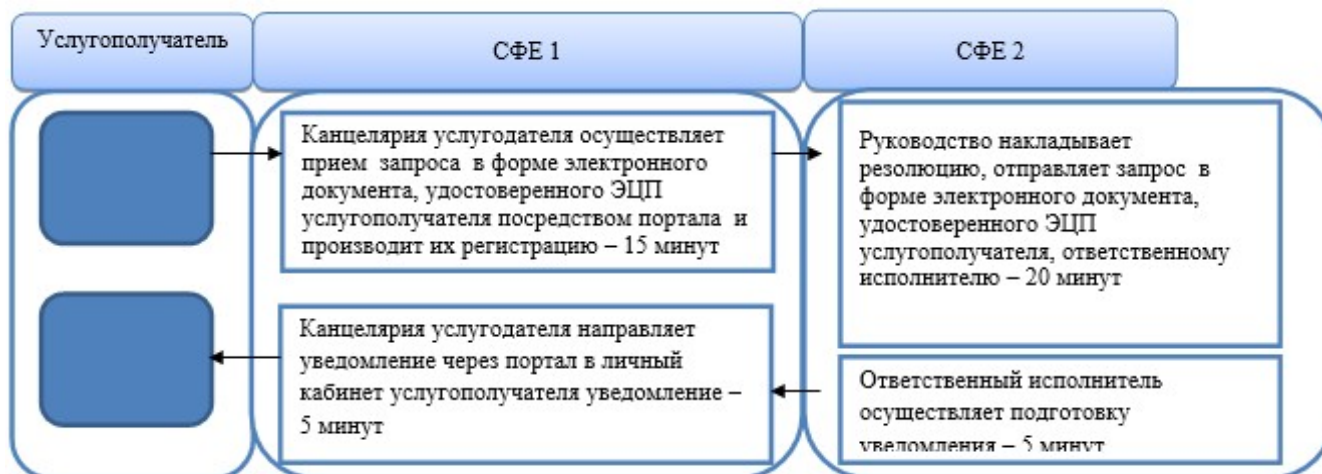 Услугополучатель
СФЕ 1
СФЕ 2
Канцелярия услугодателя осуществляет
прием запроса в форме электронного
документа, удостоверенного ЭЦП
услугополучателя посредством портала и
производит их регистрацию – 15 минут
Руководство накладывает
резолюцию, отправляет запрос в
форме электронного документа,
удостоверенного ЭЦП
услугополучателя, ответственному
исполнителю – 20 минут
Канцелярия услугодателя направляет
уведомление через портал в личный
кабинет услугополучателя уведомление –
5 минут
Ответственный исполнитель
осуществляет подготовку
уведомления – 5 минут